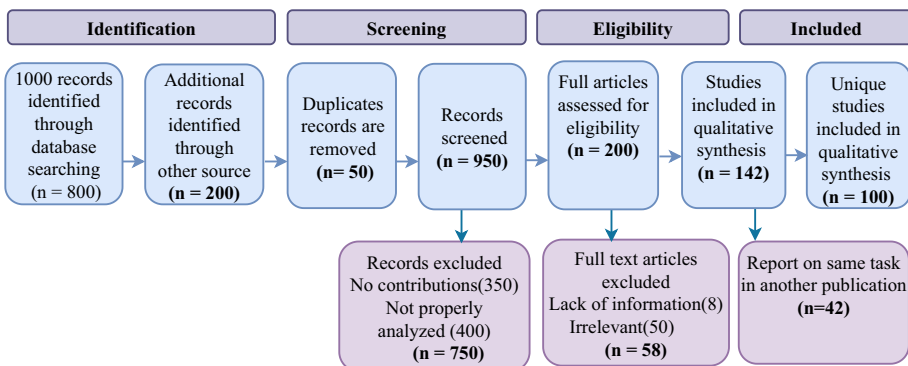 Identification
Screening
Eligibility
Included
1000 records
identified
through
database
searching
(n = 800)
Additional
records
identified
through
other source
(n = 200)
Duplicates
records are
removed
(n= 50)
Records
screened
(n = 950)
Full articles
assessed for
eligibility
(n = 200)
Studies
included in
qualitative
synthesis
(n = 142)
Unique
studies
included in
qualitative
synthesis
(n = 100)
Records excluded
No contributions(350)
Not properly
analyzed (400)
(n = 750)
Full text articles
excluded
Lack of information(8)
Irrelevant(50)
(n = 58)
Report on same task
in another publication
(n=42)